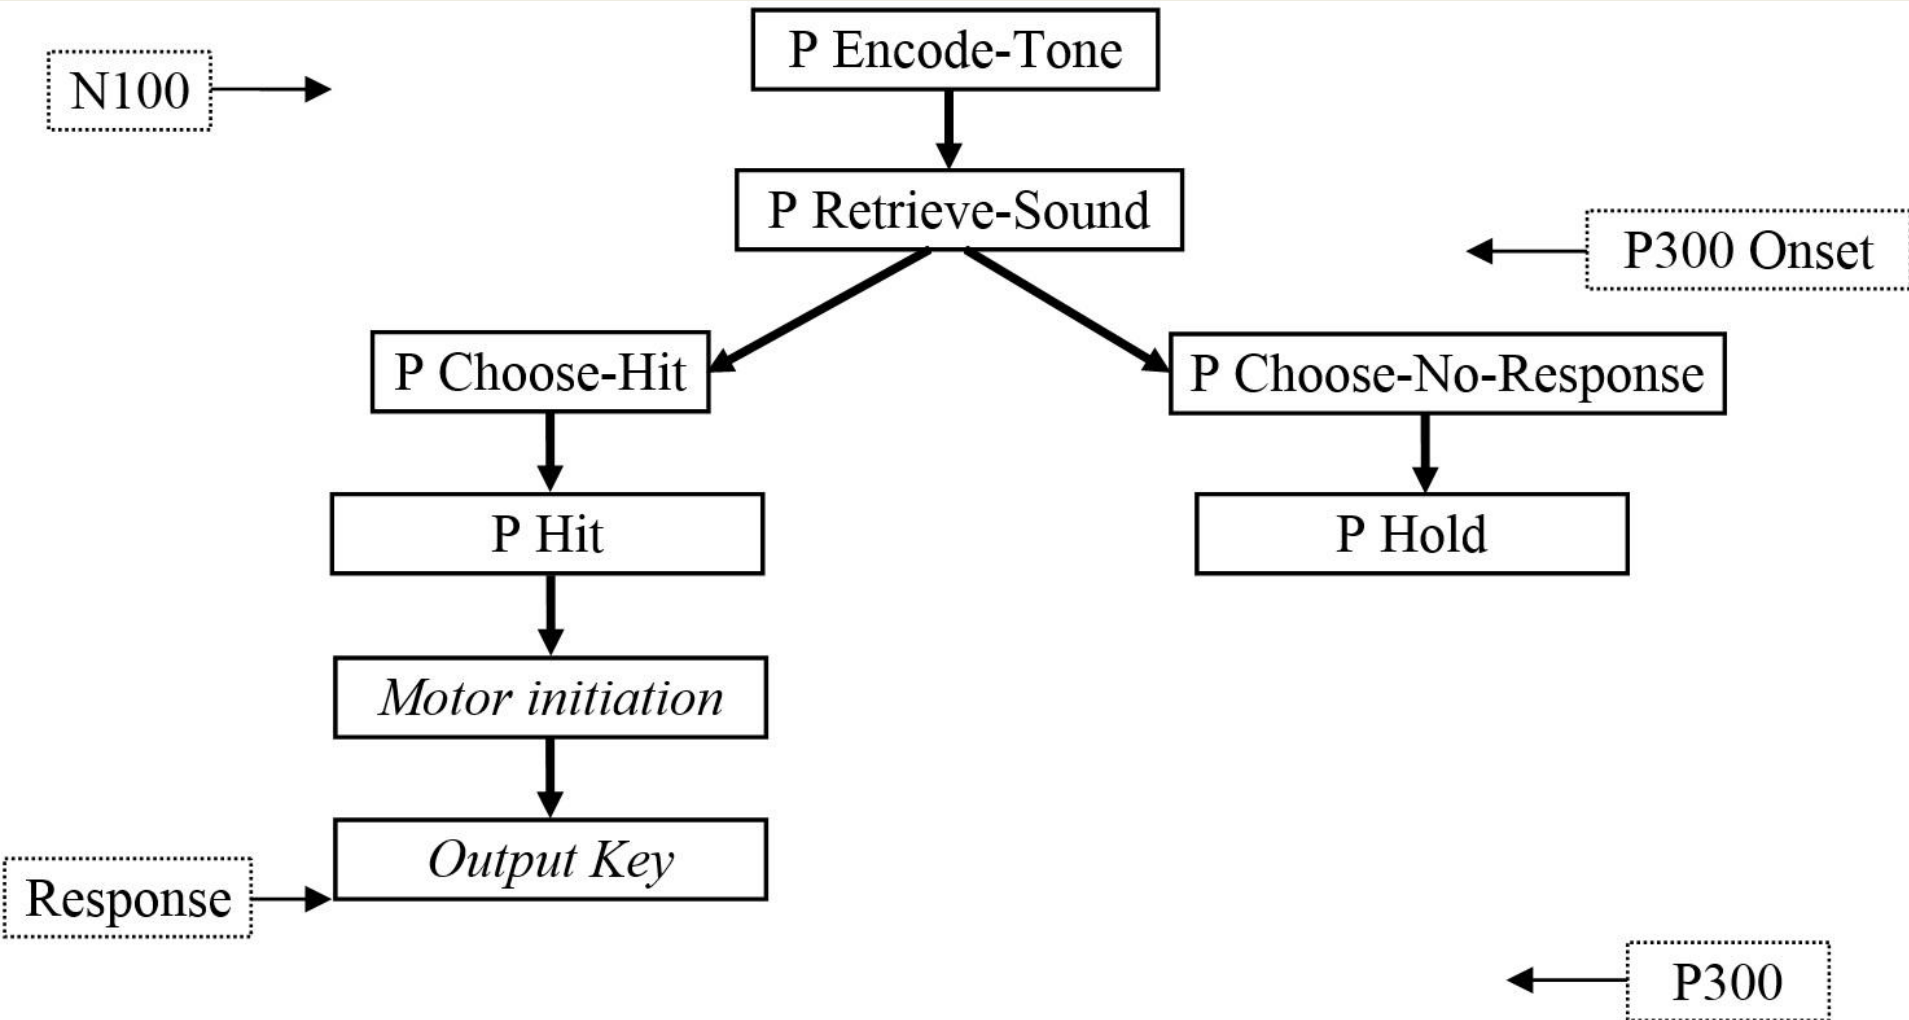 P Encode-Tone
N100
P Retrieve-Sound
P300 Onset
P Choose-Hit
P Choose-No-Response
P Hit
P Hold
Motor initiation
Output Key
Response
P300